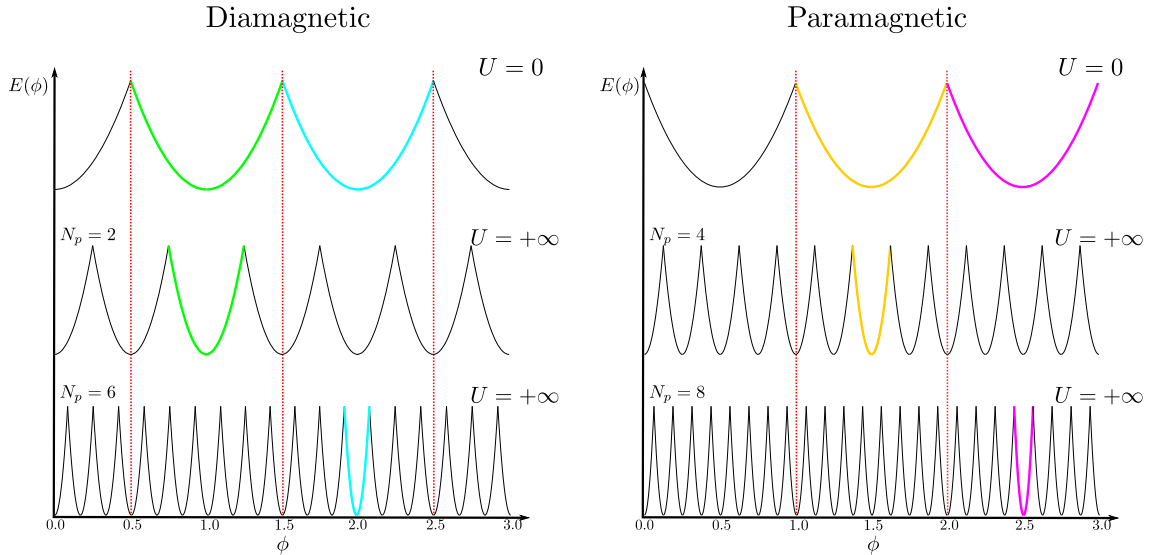 Diamagnetic
E(ϕ)
U = 0
N_p = 2
U = +∞
N_p = 6
U = +∞
0.0 0.5 1.0 1.5 2.0 2.5 3.0
ϕ
Paramagnetic
E(ϕ)
U = 0
N_p = 4
U = +∞
N_p = 8
U = +∞
0.0 0.5 1.0 1.5 2.0 2.5 3.0
ϕ